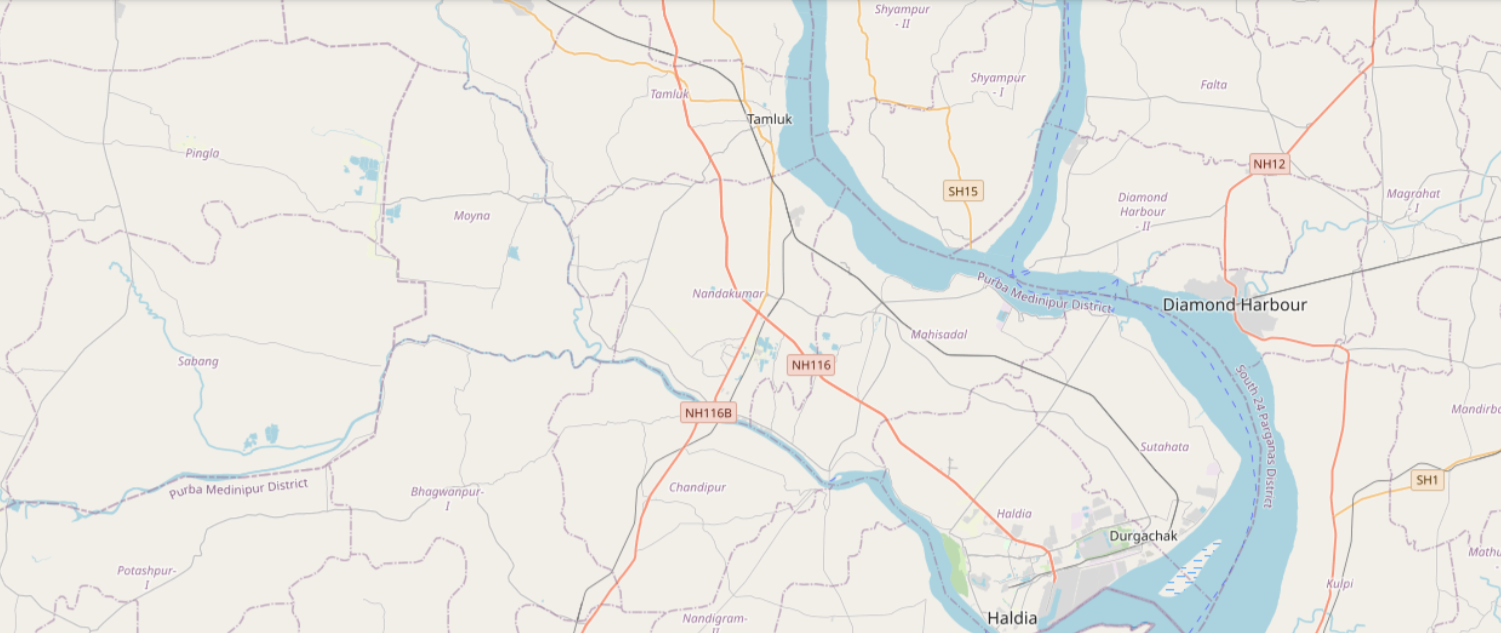 Shyampur
- II
Shyampur
- I
Falta
Tamluk
Tamluk
NH12
Pingla
SH15
Magrahat
- I
Diamond
Harbour
- II
Moyna
Purba Medinipur District
Nandakumar
Diamond Harbour
Mahisadal
Sabang
NH116
South 24 Parganas District
NH116B
Mandirba
Sutahata
SH1
Purba Medinipur District
Bhagwanpur-
I
Chandipur
Haldia
Durgachak
Mathu
Potashpur-
I
Kulpi
Nandigram-
II
Haldia